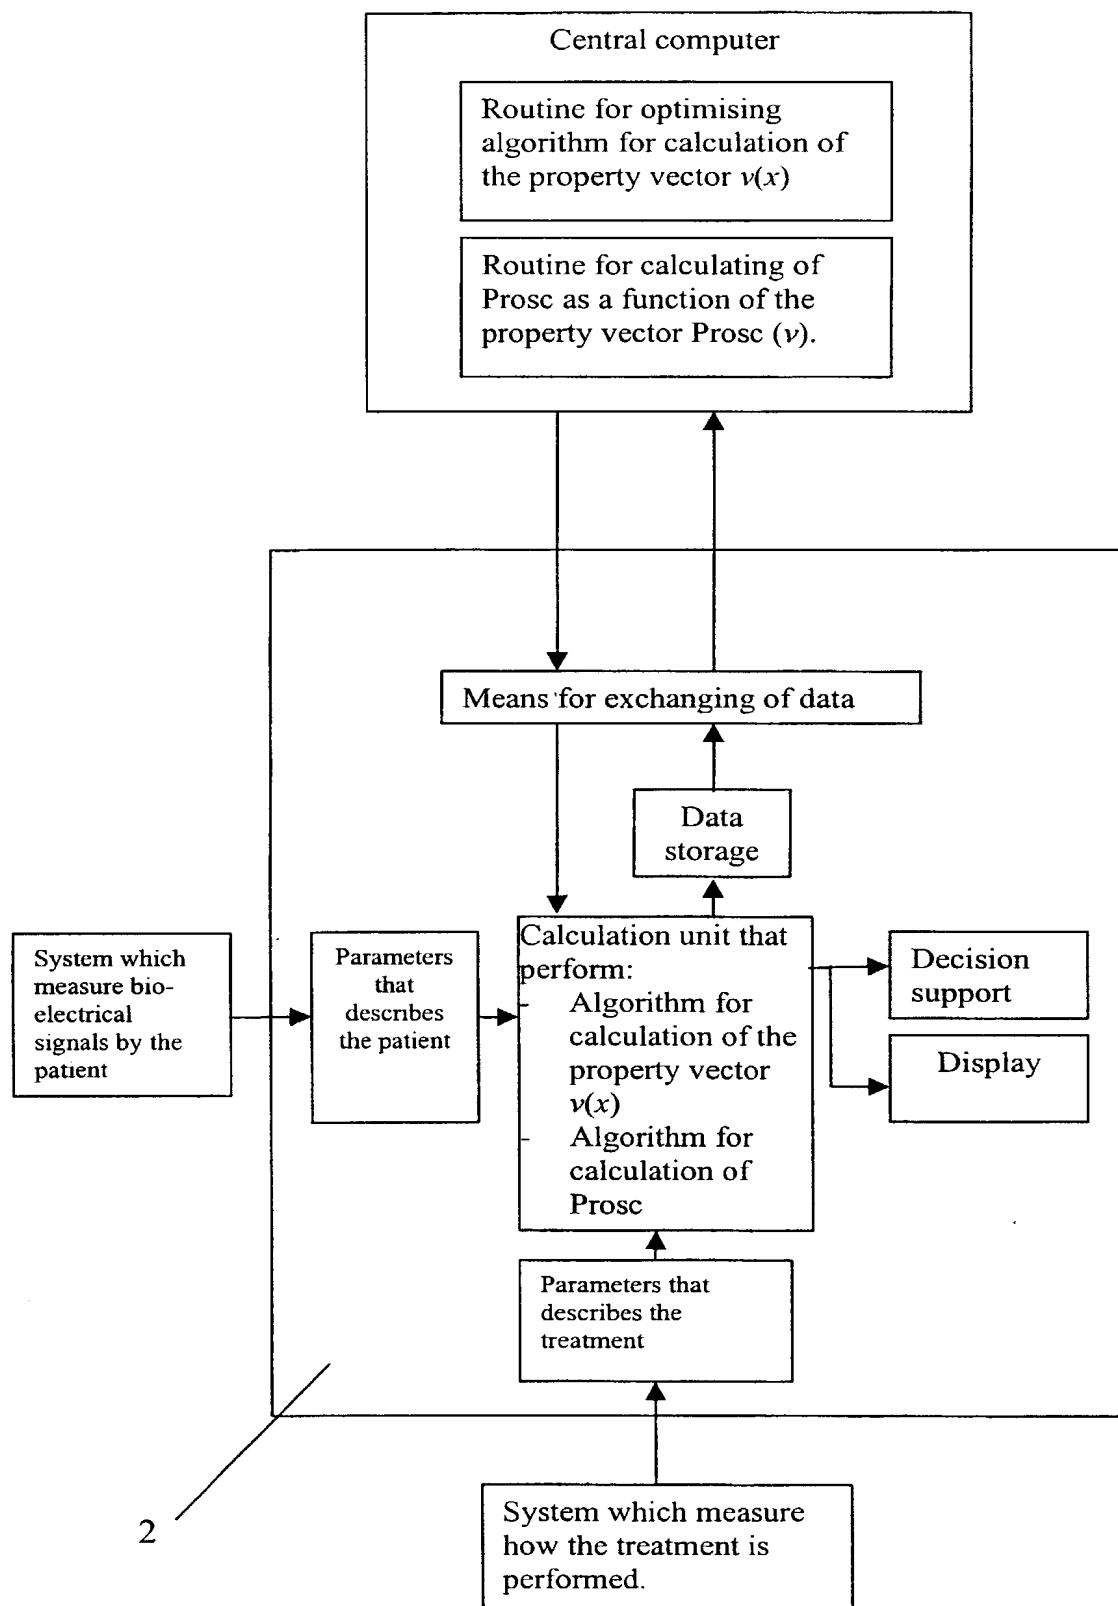 Central computer
Routine for optimising
algorithm for calculation of
the property vector v(x)
Routine for calculating of
Prosc as a function of the
property vector Prosc (v).
Means for exchanging of data
Data
storage
System which
measure bio-
electrical
signals by the
patient
Parameters
that
describes
the patient
Calculation unit that
perform:
- Algorithm for
calculation of the
property vector
v(x)
- Algorithm for
calculation of
Prosc
Decision
support
Display
Parameters that
describes the
treatment
2
System which measure
how the treatment is
performed.